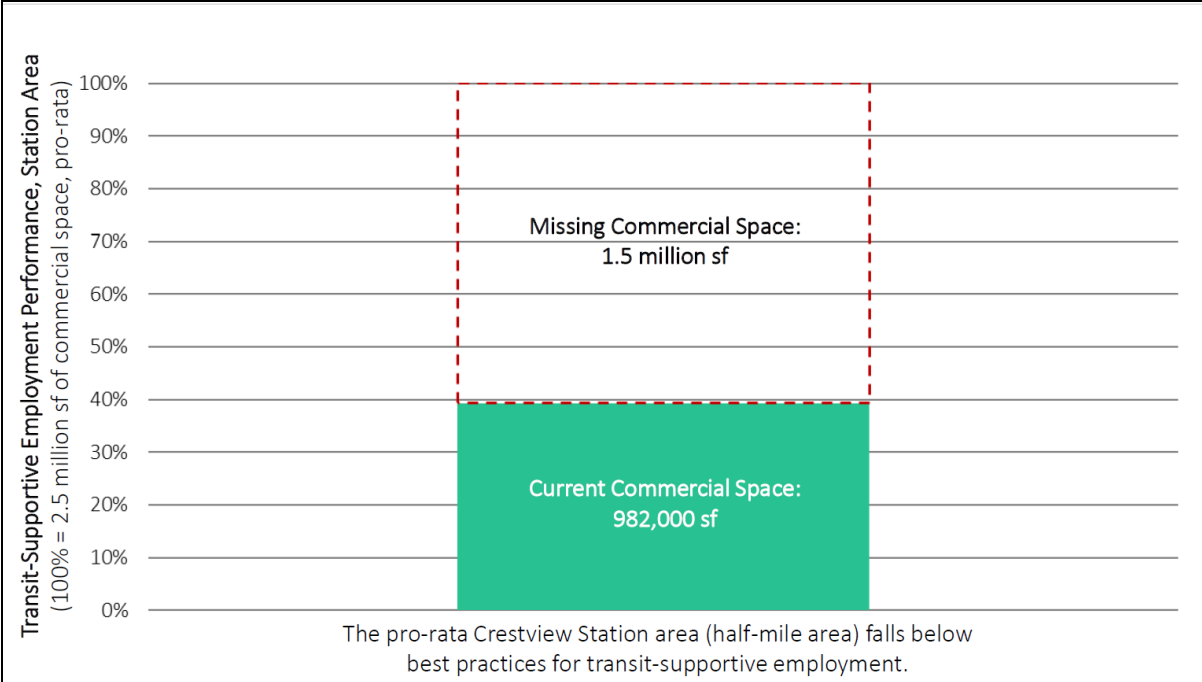 Transit-Supportive Employment Performance, Station Area
(100% = 2.5 million sf of commercial space, pro-rata)
100%
90%
80%
70%
60%
50%
40%
30%
20%
10%
0%
Missing Commercial Space:
1.5 million sf
Current Commercial Space:
982,000 sf
The pro-rata Crestview Station area (half-mile area) falls below
best practices for transit-supportive employment.